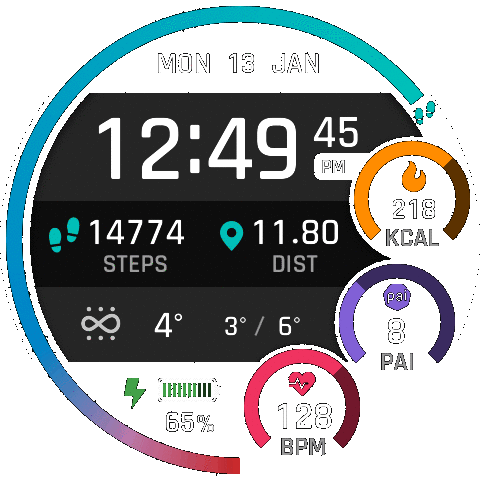 MON 13 JAN
12:49 45
PM
218
KCAL
14774 11.80
STEPS DIST
pai
8
PAI
4° 3° / 6°
65%
128
BPM